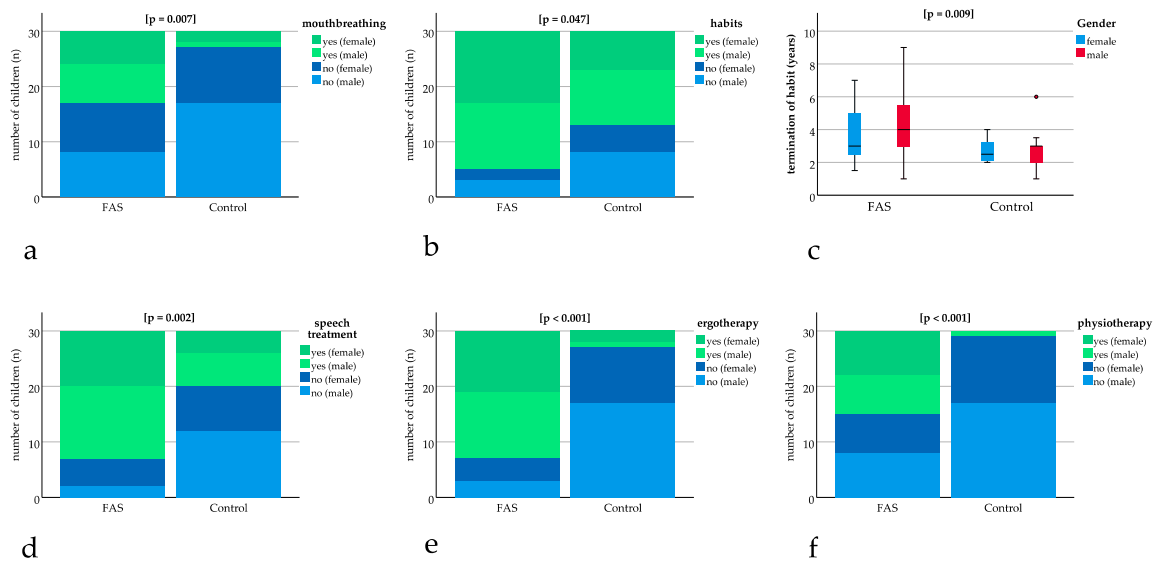 [p = 0.007]
mouthbreathing
yes (female)
yes (male)
no (female)
no (male)
number of children (n)
30
20
10
0
FAS
Control
a
[p = 0.047]
habits
yes (female)
yes (male)
no (female)
no (male)
number of children (n)
30
20
10
0
FAS
Control
b
[p = 0.009]
Gender
female
male
termination of habit (years)
10
8
6
4
2
0
FAS
Control
c
[p = 0.002]
speech
treatment
yes (female)
yes (male)
no (female)
no (male)
number of children (n)
30
20
10
0
FAS
Control
d
[p < 0.001]
ergotherapy
yes (female)
yes (male)
no (female)
no (male)
number of children (n)
30
20
10
0
FAS
Control
e
[p < 0.001]
physiotherapy
yes (female)
yes (male)
no (female)
no (male)
number of children (n)
30
20
10
0
FAS
Control
f